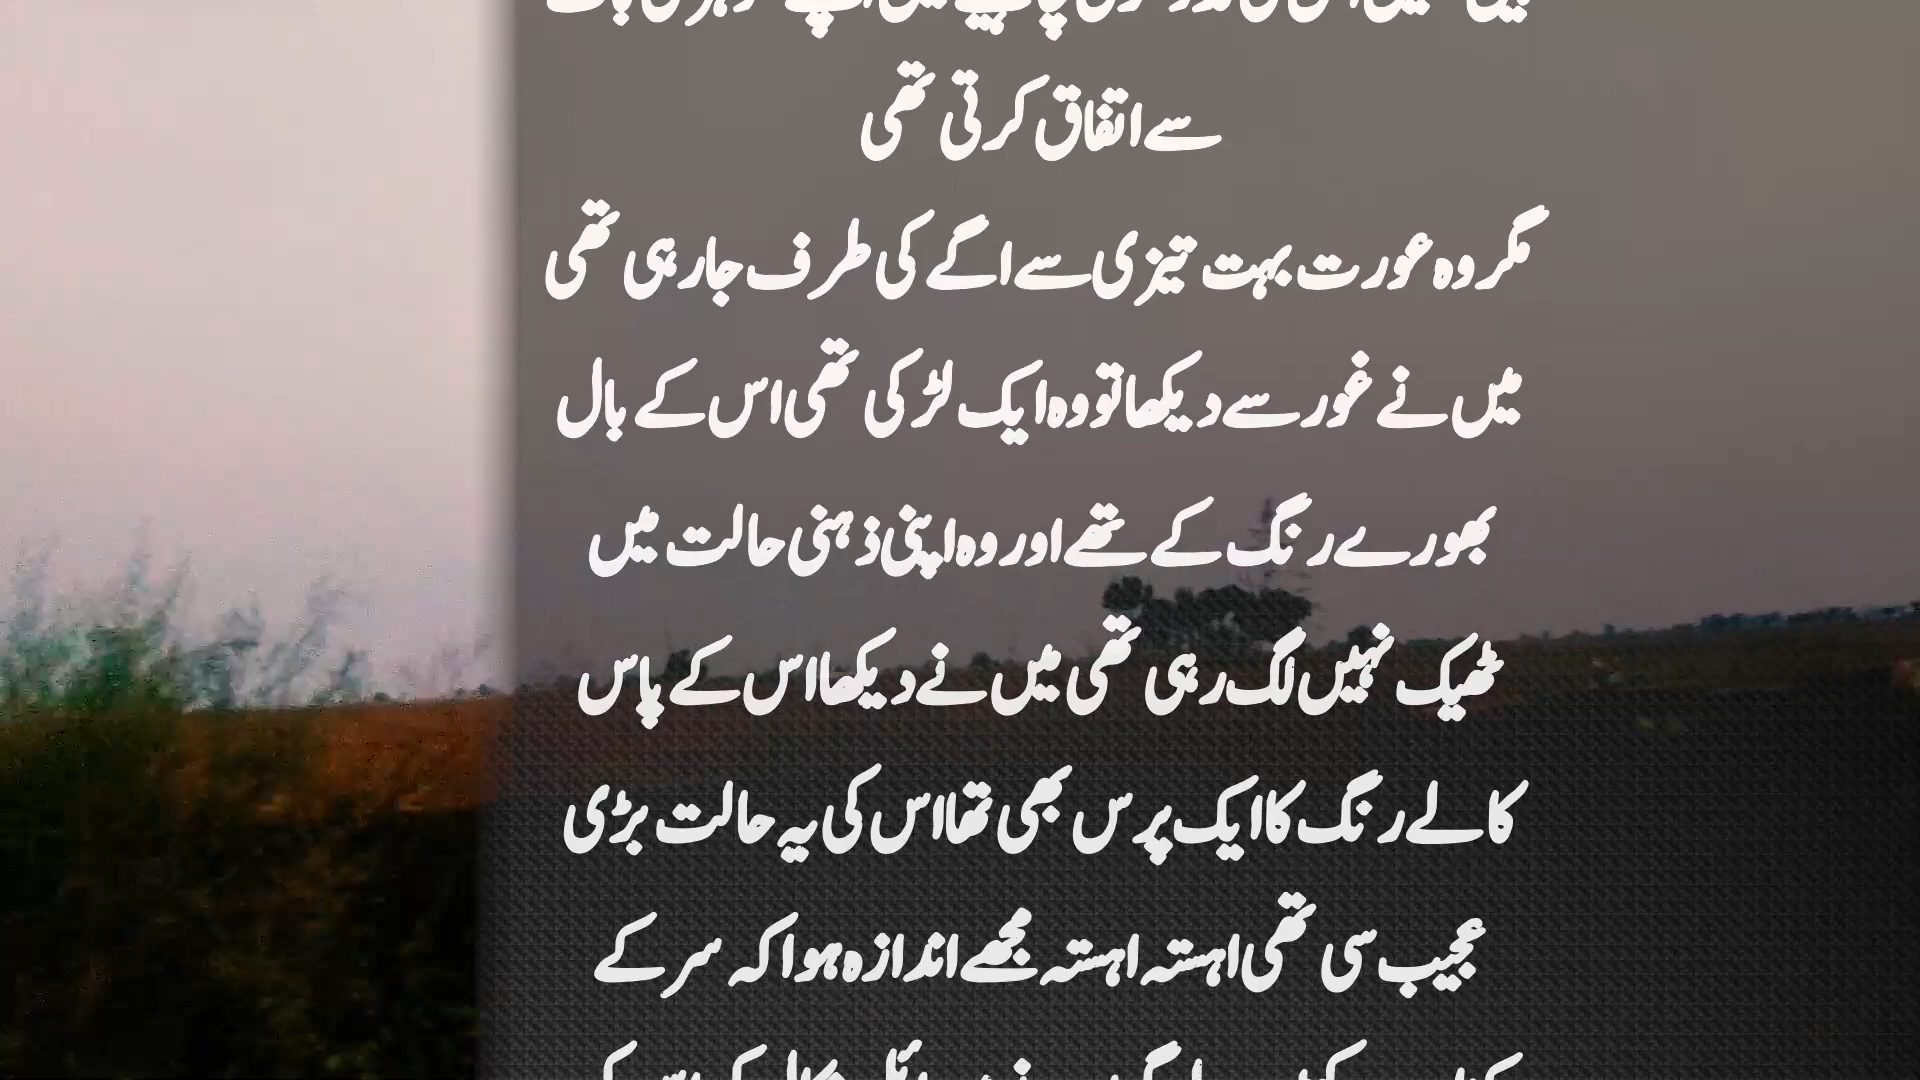 سے اتفاق کرتی تھی
مگر وہ عورت بہت تیزی سے اگے کی طرف جا رہی تھی
میں نے غور سے دیکھا تو وہ ایک لڑکی تھی اس کے بال
بھورے رنگ کے تھے اور وہ اپنی ذہنی حالت میں
ٹھیک نہیں لگ رہی تھی میں نے دیکھا اس کے پاس
کالے رنگ کا ایک پرس بھی تھا اس کی یہ حالت بڑی
عجیب سی تھی اہستہ اہستہ مجھے اندازہ ہوا کہ سر کے